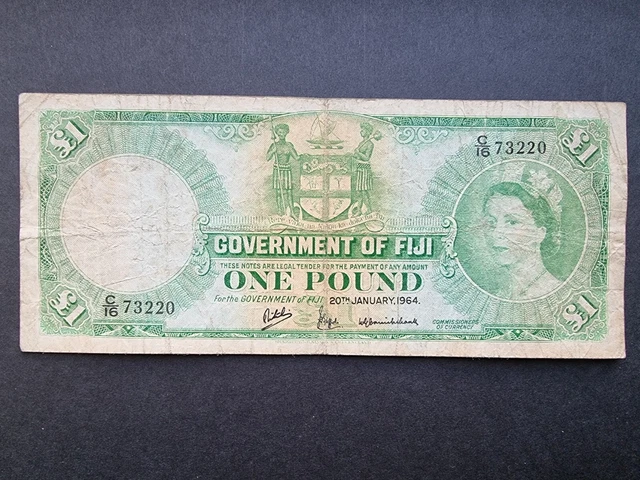 £1
£1
C/16 73220
GOVERNMENT OF FIJI
THESE NOTES ARE LEGAL TENDER FOR THE PAYMENT OF ANY AMOUNT
ONE POUND
For the GOVERNMENT of FIJI 20TH JANUARY, 1964.
C/16 73220
COMMISSIONERS
OF CURRENCY
£1
£1